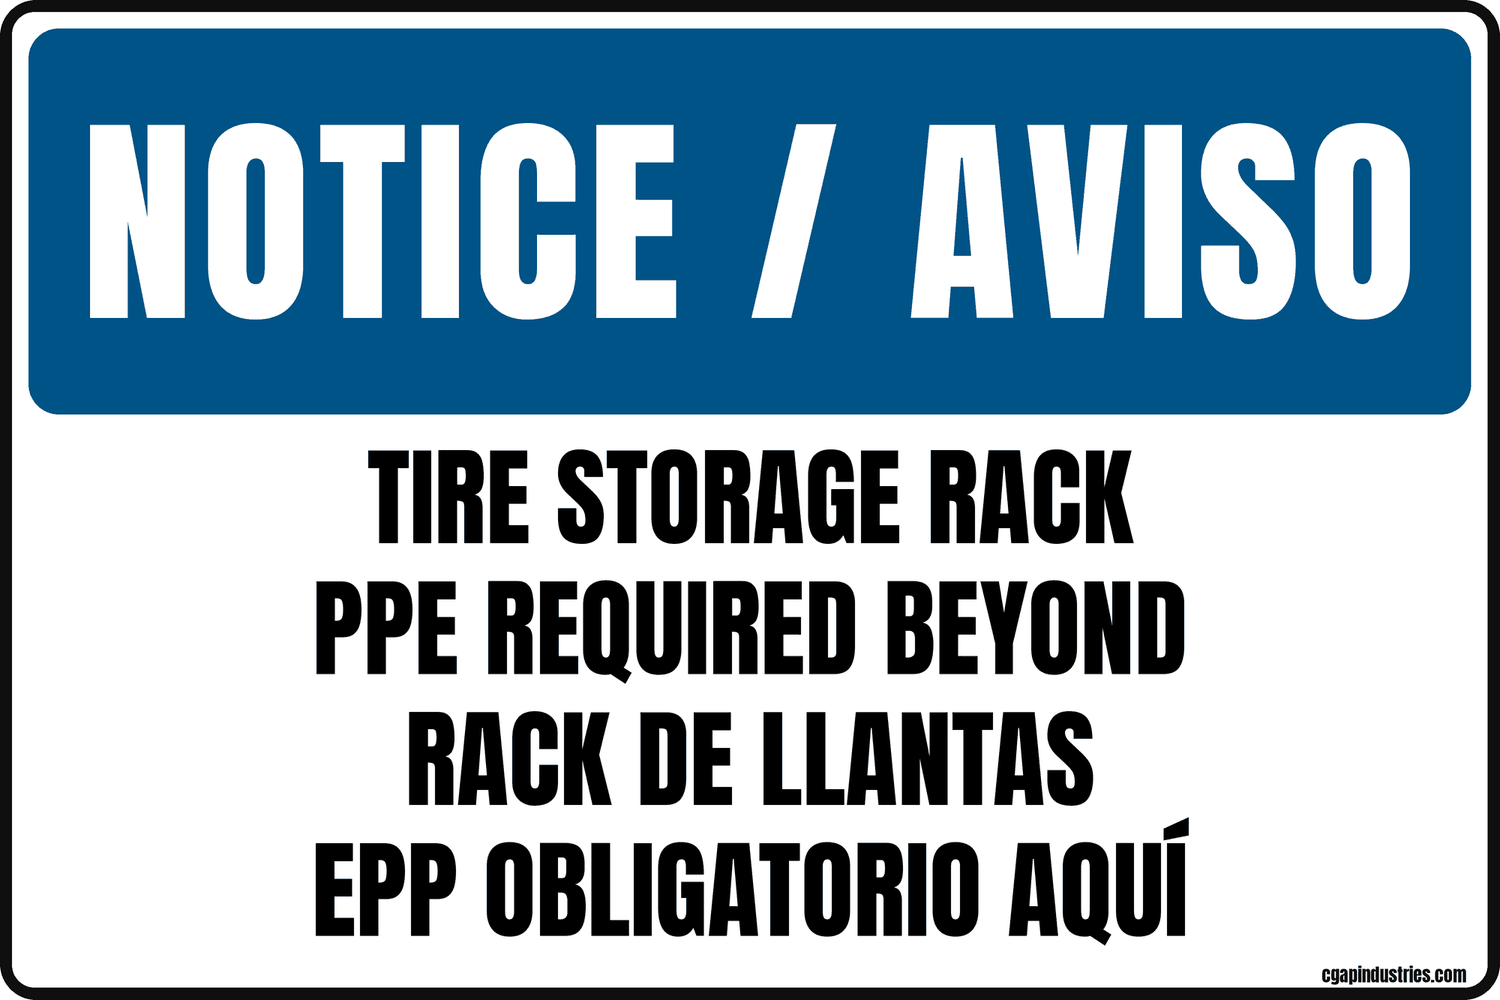 NOTICE / AVISO
TIRE STORAGE RACK
PPE REQUIRED BEYOND
RACK DE LLANTAS
EPP OBLIGATORIO AQUÍ
cgapindustries.com